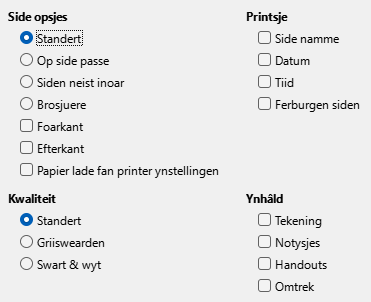 Side opsjes
Standert
Op side passe
Siden neist inoar
Brosjuere
Foarkant
Efterkant
Papier lade fan printer ynstellingen
Printsje
Side namme
Datum
Tiid
Ferburgen siden
Kwaliteit
Standert
Griiswearden
Swart & wyt
Ynhâld
Tekening
Notysjes
Handouts
Omtrek